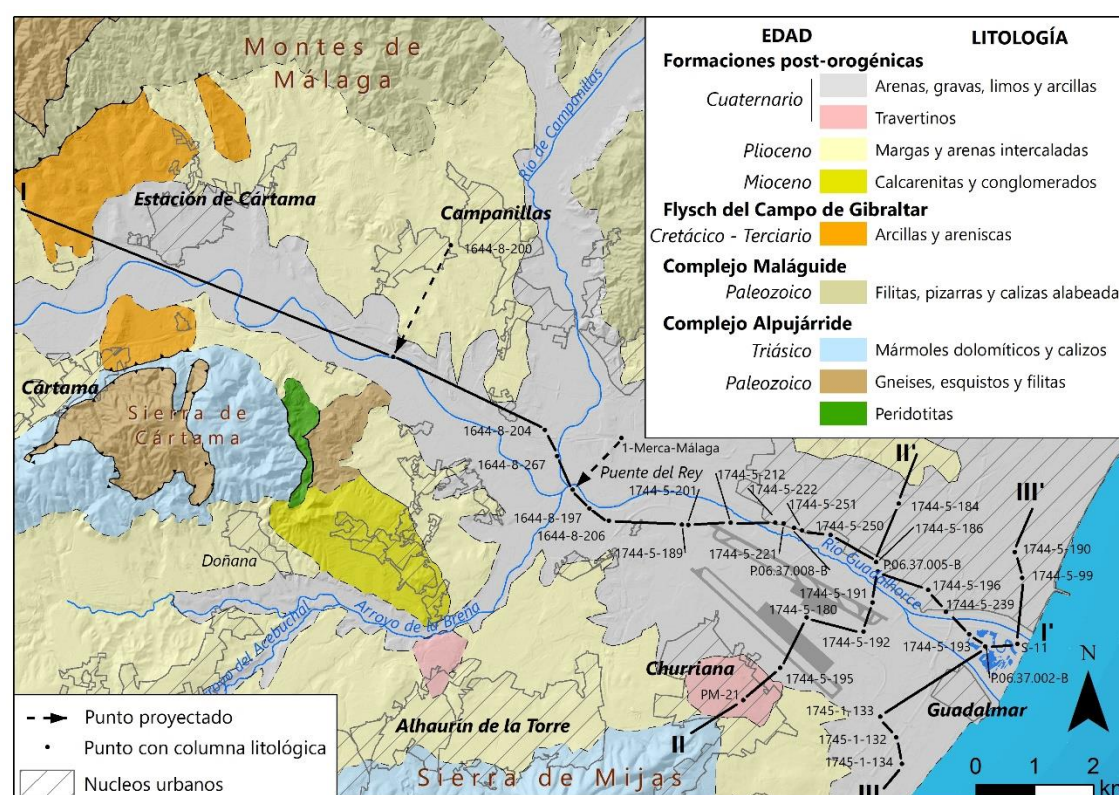 Montes de
Málaga
Río de Campanillas
I
Estación de Cártama
Campanillas
1644-8-200
Cártama
Sierra de
Cártama
1644-8-204
1644-8-267
1-Merca-Málaga
Puente del Rey
1744-5-212
1744-5-201
1744-5-222
1744-5-251
1744-5-250
1644-8-197
1644-8-206
1744-5-189
1744-5-221
P.06.37.008-B
Río Guadalhorce
II'
1744-5-184
1744-5-186
P.06.37.005-B
III'
1744-5-190
1744-5-99
1744-5-196
1744-5-239
1744-5-191
1744-5-180
1744-5-192
1744-5-193
I'
S-11
P.06.37.002-B
Doñana
Arroyo de la Breña
royo del Acebuchal
Churriana
1744-5-195
PM-21
II
Alhaurín de la Torre
Sierra de Mijas
1745-1-133
1745-1-132
1745-1-134
III
Guadalmar
N
0 1 2
EDAD LITOLOGÍA
Formaciones post-orogénicas
Cuaternario Arenas, gravas, limos y arcillas
Travertinos
Plioceno Margas y arenas intercaladas
Mioceno Calcarenitas y conglomerados
Flysch del Campo de Gibraltar
Cretácico - Terciario Arcillas y areniscas
Complejo Maláguide
Paleozoico Filitas, pizarras y calizas alabeada
Complejo Alpujárride
Triásico Mármoles dolomíticos y calizos
Paleozoico Gneises, esquistos y filitas
Peridotitas
Punto proyectado
Punto con columna litológica
Nucleos urbanos